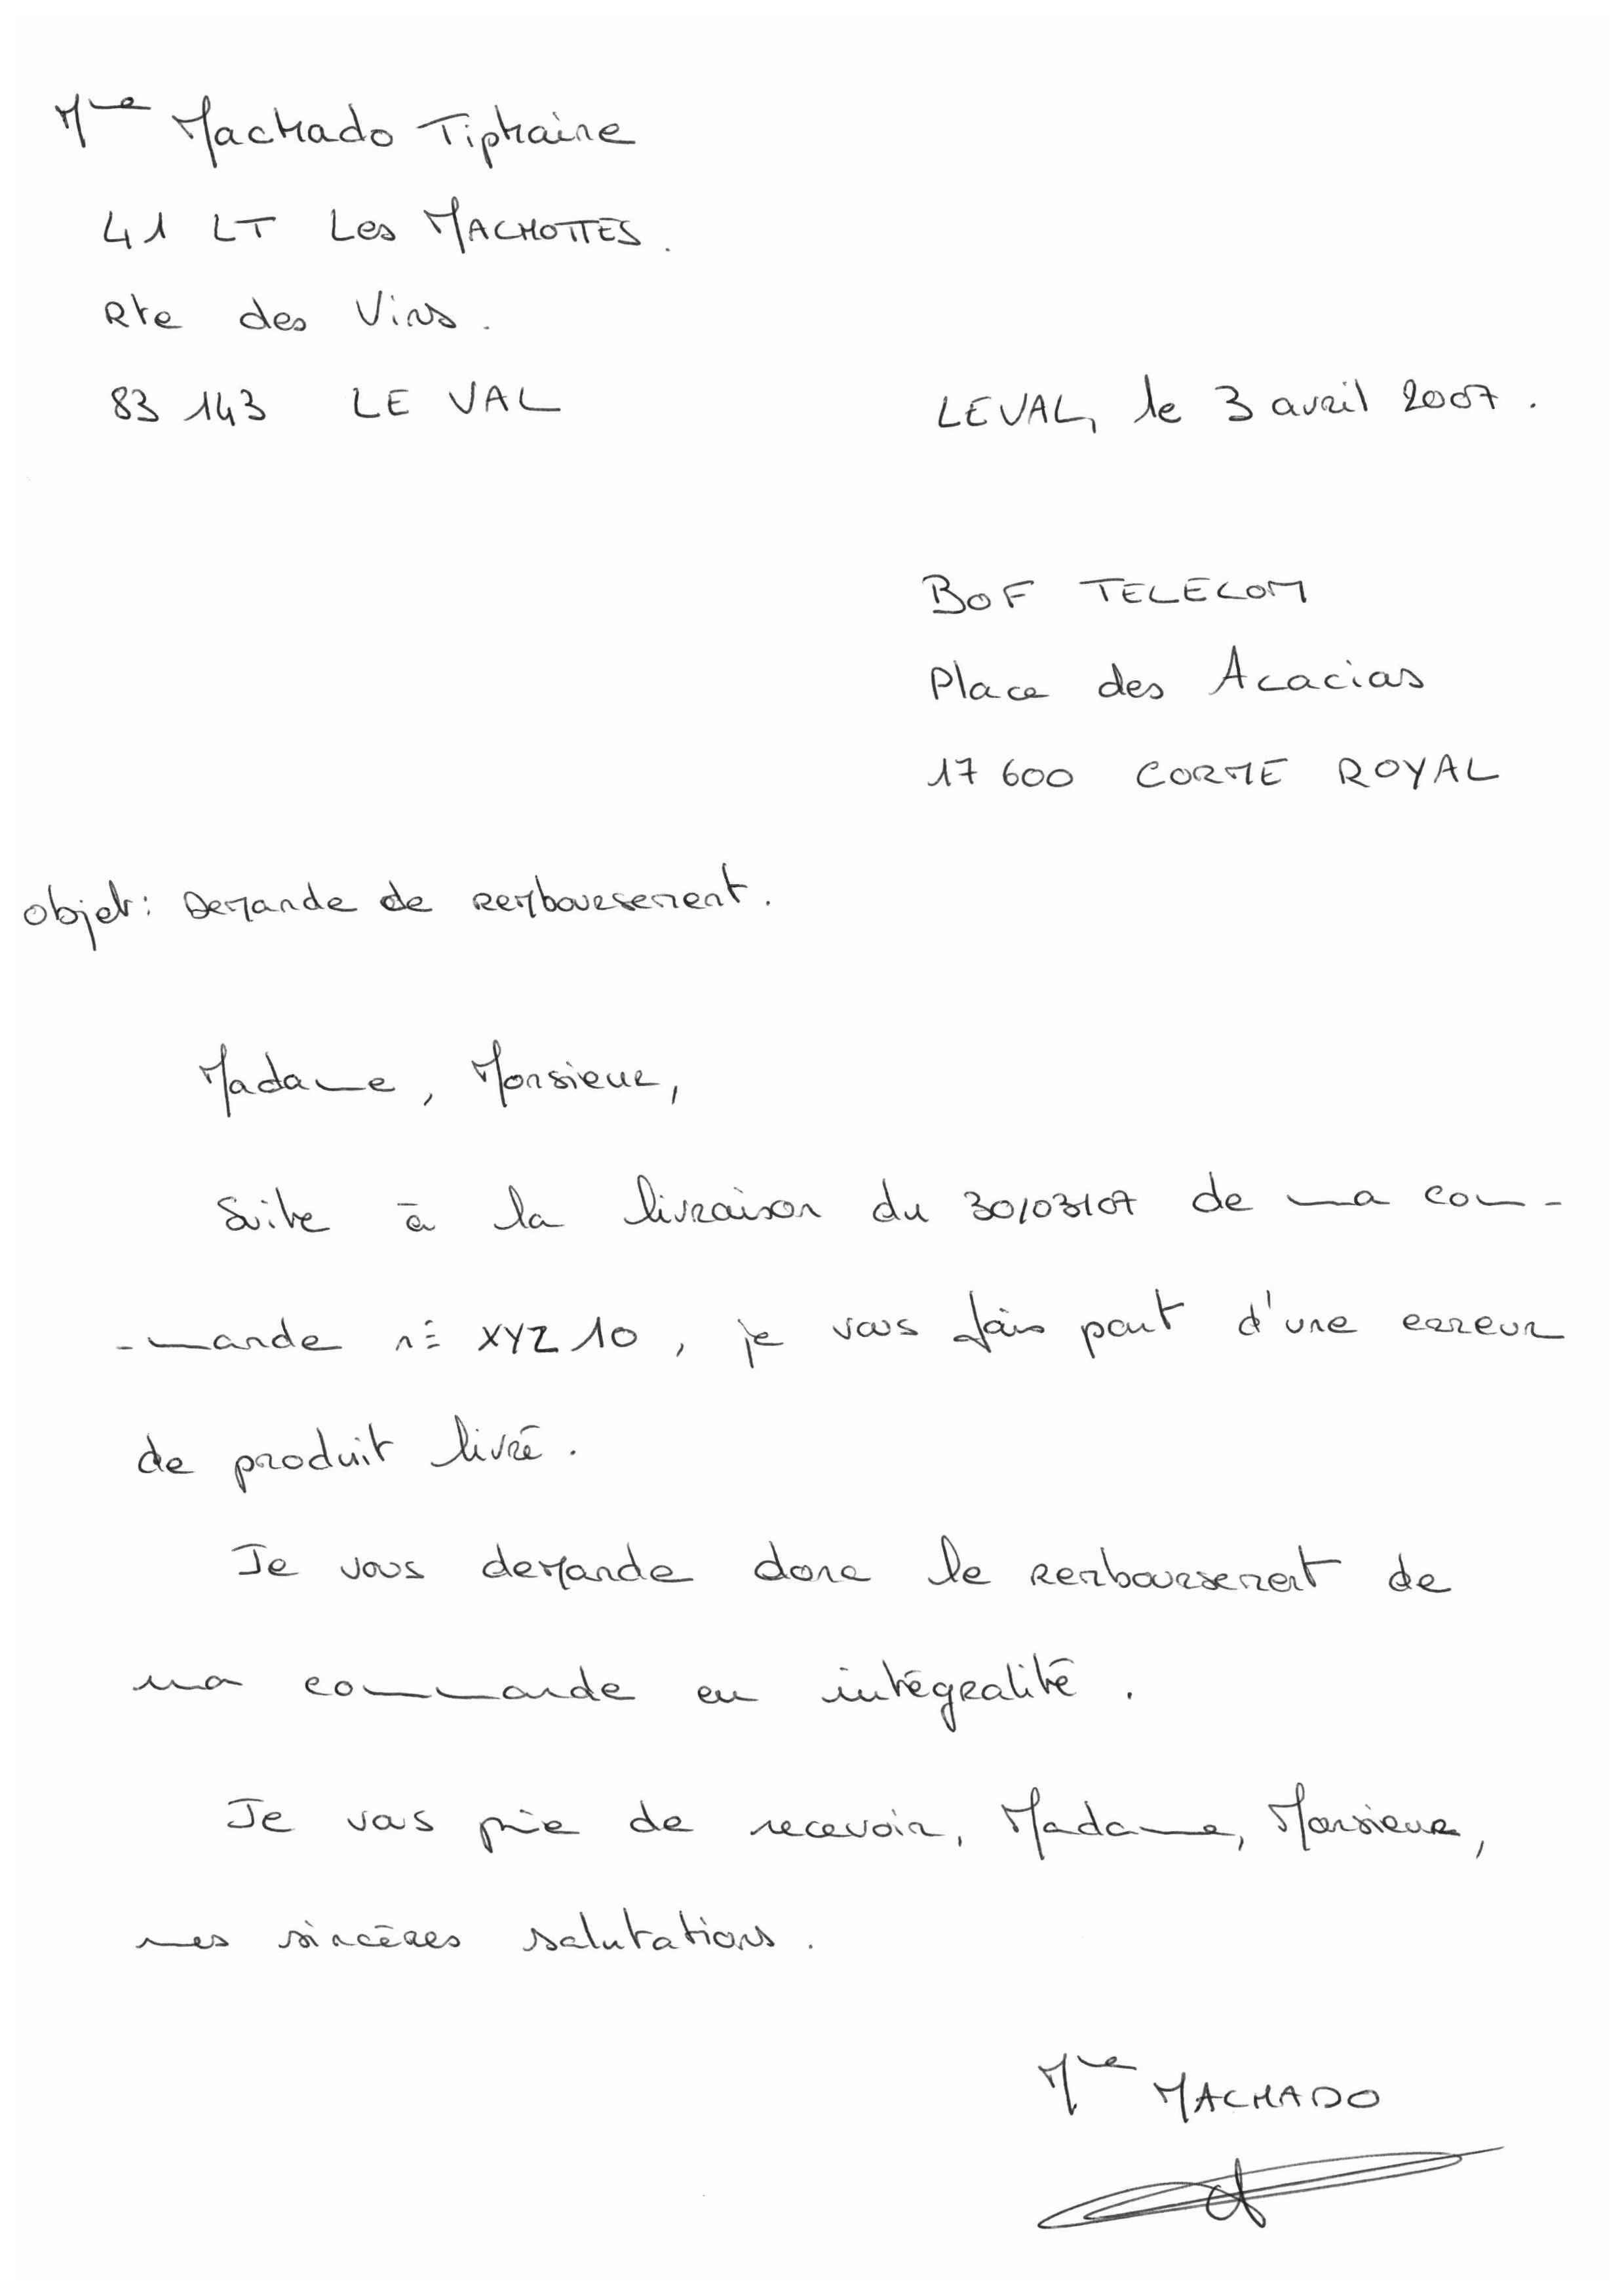 Mme Machado Tiphaine
41 LT Les MACHOTTES.
Rte des Vins.
83 143 LE VAL
LEVAL, le 3 avril 2007.
BOF TELECOM
Place des Acacias
17 600 CORME ROYAL
Objet : Demande de remboursement.
Madame, Monsieur,
Suite à la livraison du 30/03/07 de ma com-
-mande n° XYZ 10, je vous fais part d'une erreur
de produit livré.
Je vous demande donc le remboursement de
ma commande en intégralité.
Je vous prie de recevoir, Madame, Monsieur,
mes sincères salutations.
Mme MACHADO